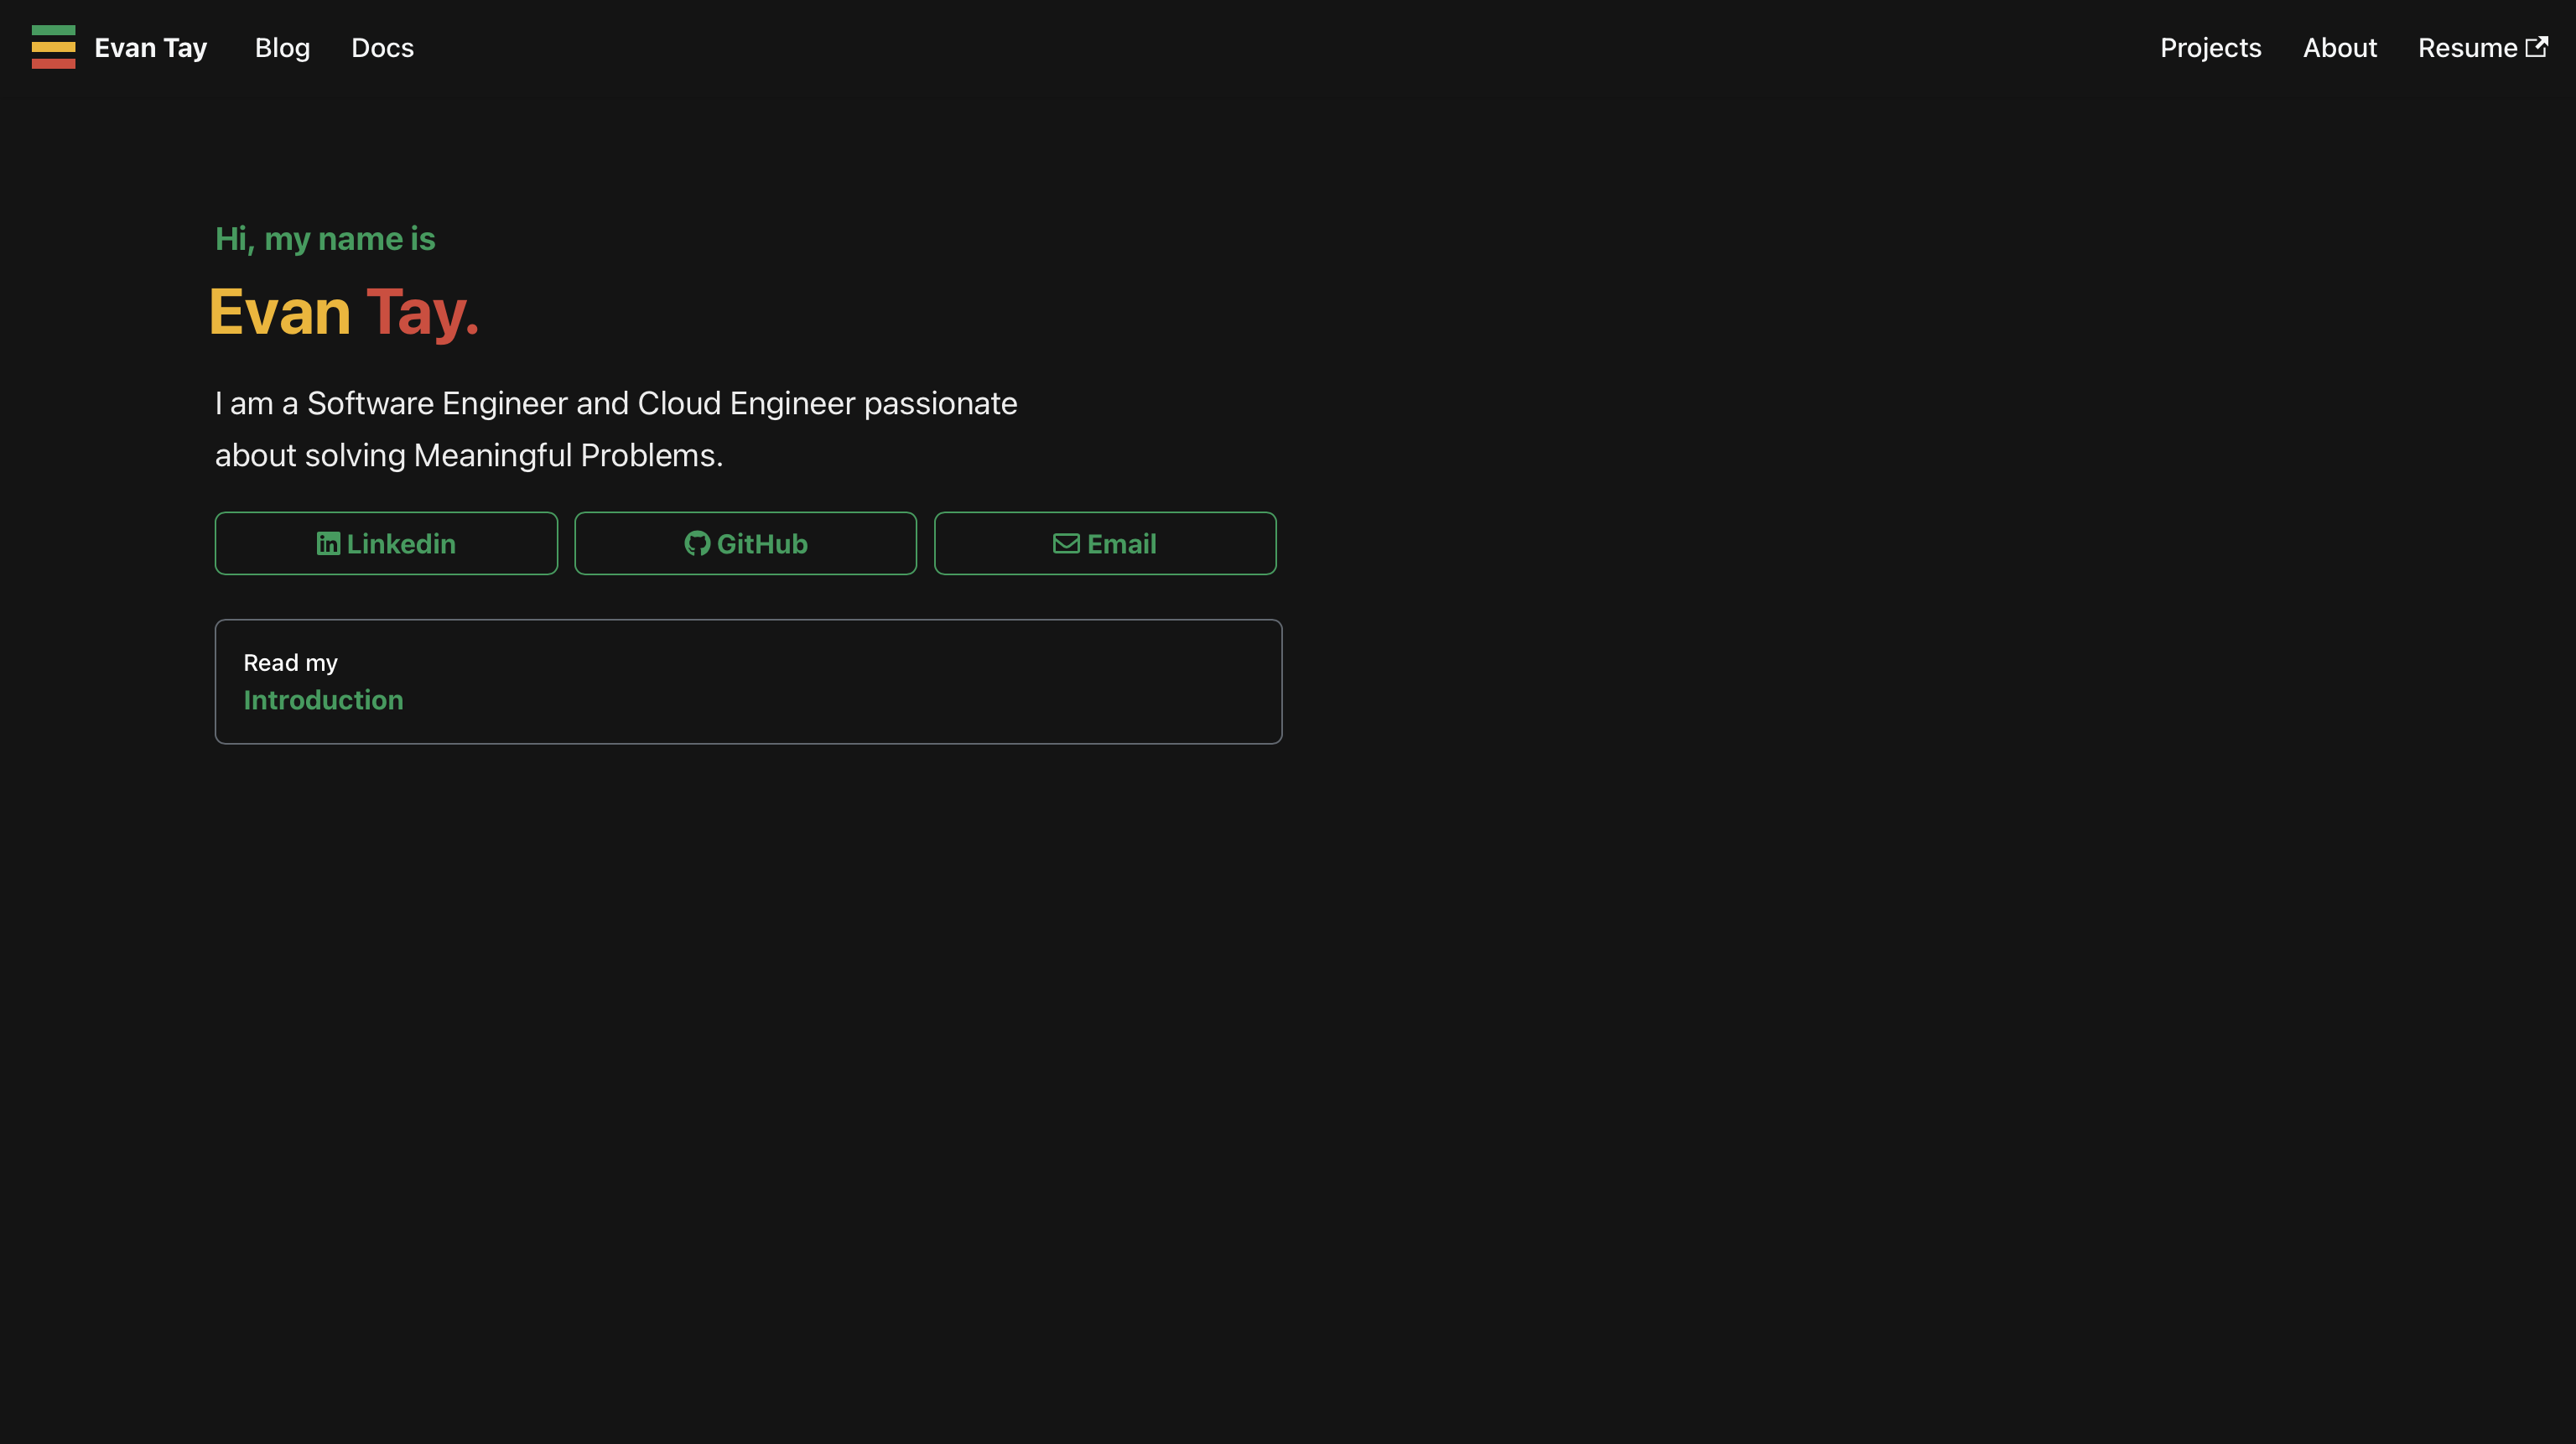 Evan Tay Blog Docs Projects About Resume
Hi, my name is
Evan Tay.
I am a Software Engineer and Cloud Engineer passionate
about solving Meaningful Problems.
Linkedin GitHub Email
Read my
Introduction